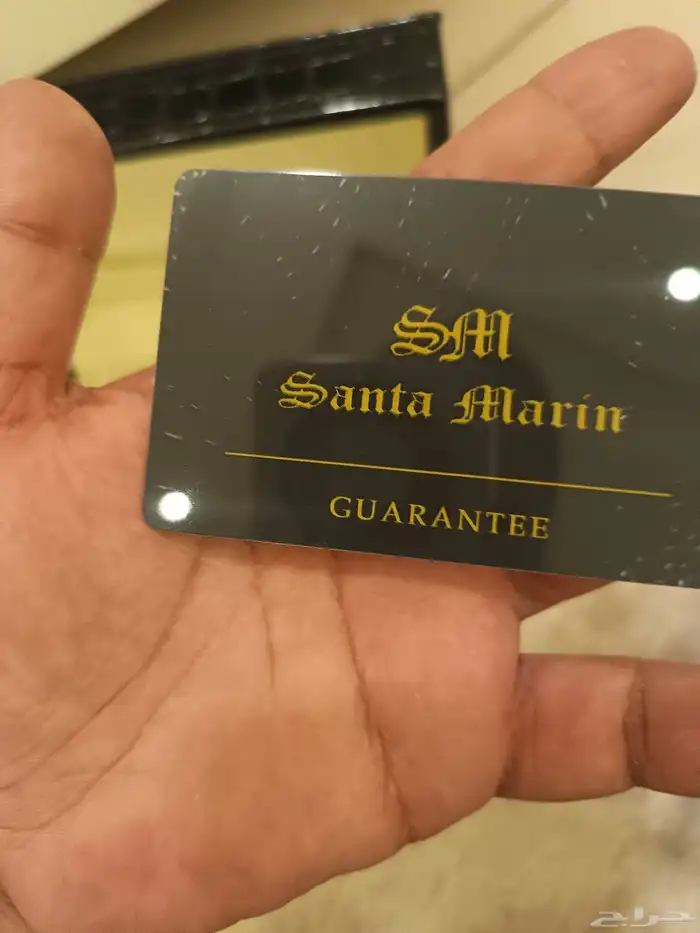 SM
Santa Marin
GUARANTEE
حراج